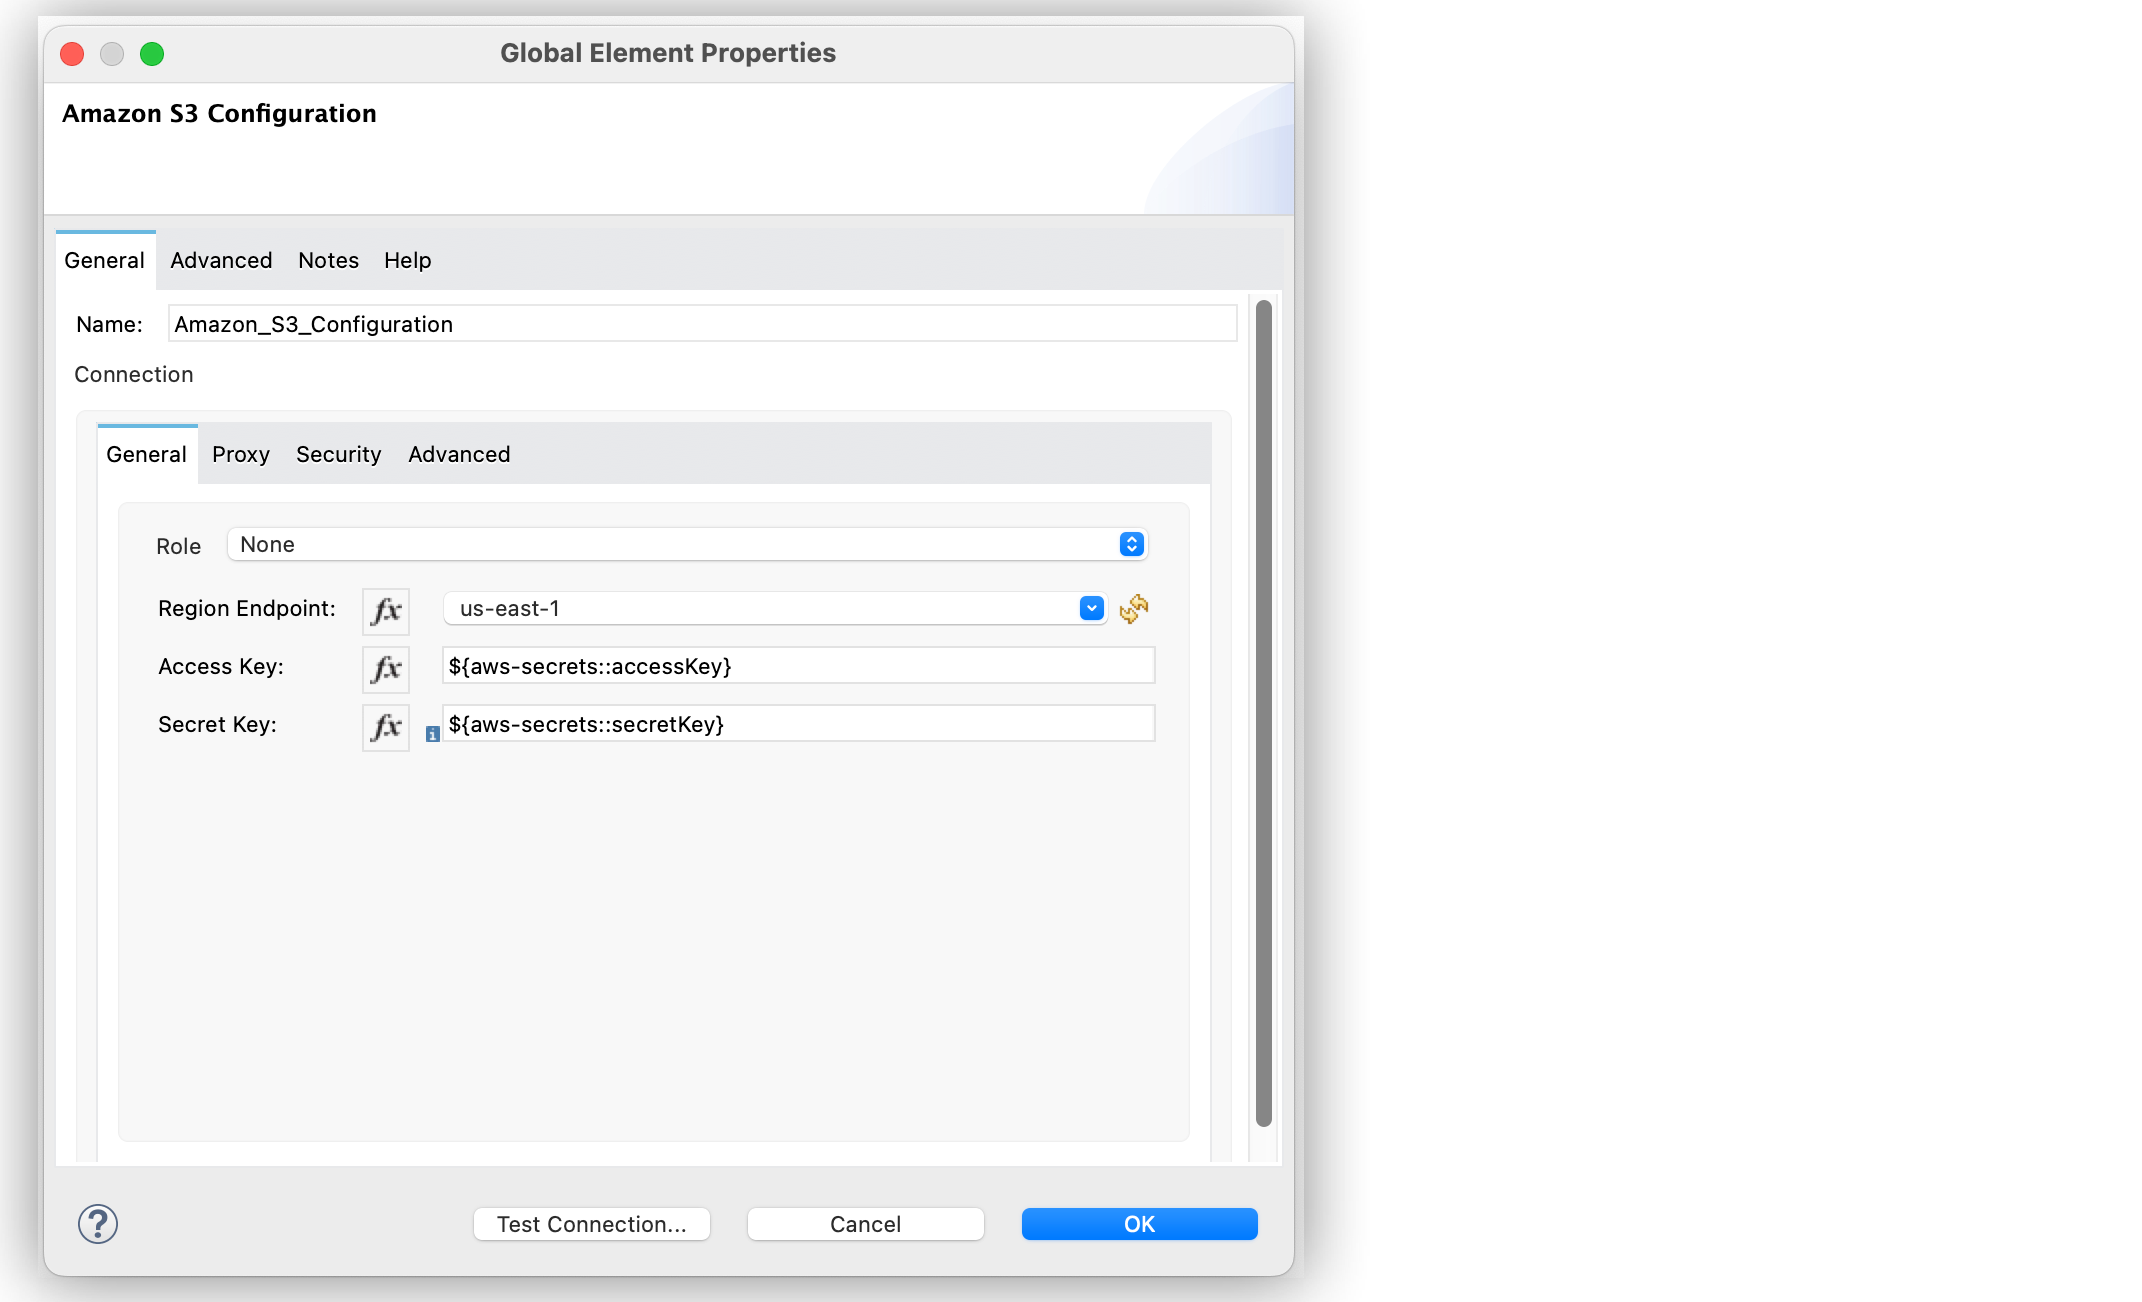 Global Element Properties
Amazon S3 Configuration
General Advanced Notes Help
Name: Amazon_S3_Configuration
Connection
General Proxy Security Advanced
Role None
Region Endpoint: fx us-east-1
Access Key: fx ${aws-secrets::accessKey}
Secret Key: fx i ${aws-secrets::secretKey}
? Test Connection... Cancel OK